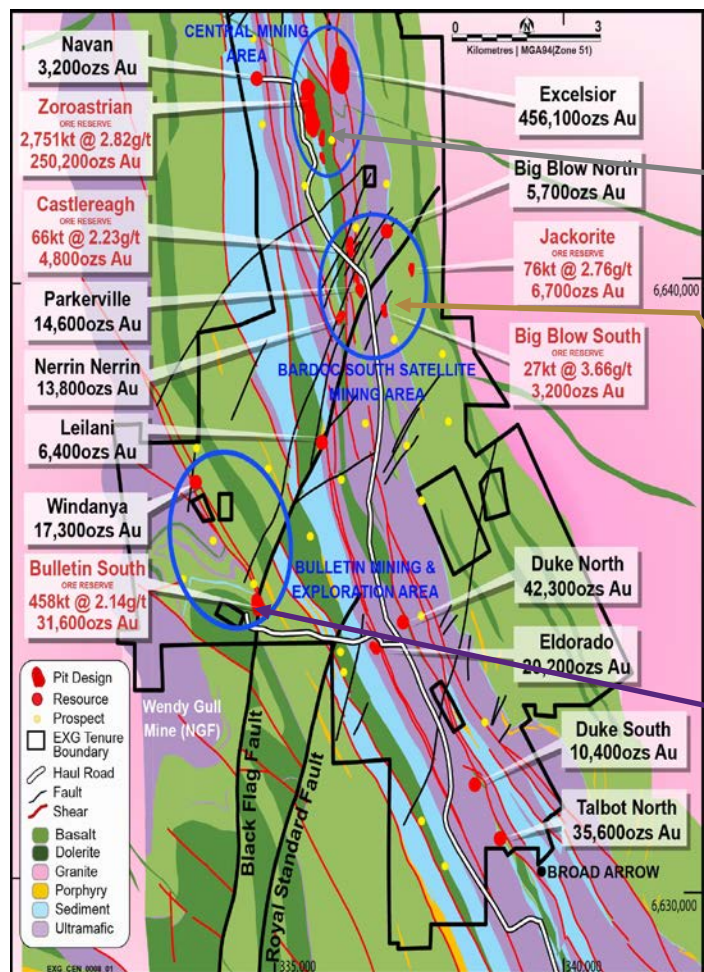 CENTRAL MINING
AREA
0 3
Kilometres | MGA94(Zone 51)
Navan
3,200ozs Au
Zoroastrian
ORE RESERVE
2,751kt @ 2.82g/t
250,200ozs Au
Castlereagh
ORE RESERVE
66kt @ 2.23g/t
4,800ozs Au
Parkerville
14,600ozs Au
Nerrin Nerrin
13,800ozs Au
Leilani
6,400ozs Au
Windanya
17,300ozs Au
Bulletin South
ORE RESERVE
458kt @ 2.14g/t
31,600ozs Au
Excelsior
456,100ozs Au
Big Blow North
5,700ozs Au
Jackorite
ORE RESERVE
76kt @ 2.76g/t
6,700ozs Au
6,640,000
Big Blow South
ORE RESERVE
27kt @ 3.66g/t
3,200ozs Au
BARDOC SOUTH SATELLITE
MINING AREA
BULLETIN MINING &
EXPLORATION AREA
Duke North
42,300ozs Au
Eldorado
20,200ozs Au
Duke South
10,400ozs Au
Talbot North
35,600ozs Au
BROAD ARROW
6,630,000
Wendy Gull
Mine (NGF)
Black Flag Fault
Royal Standard Fault
Pit Design
Resource
Prospect
EXG Tenure
Boundary
Haul Road
Fault
Shear
Basalt
Dolerite
Granite
Porphyry
Sediment
Ultramafic
EXG_CEN_0008_01
335,000
340,000